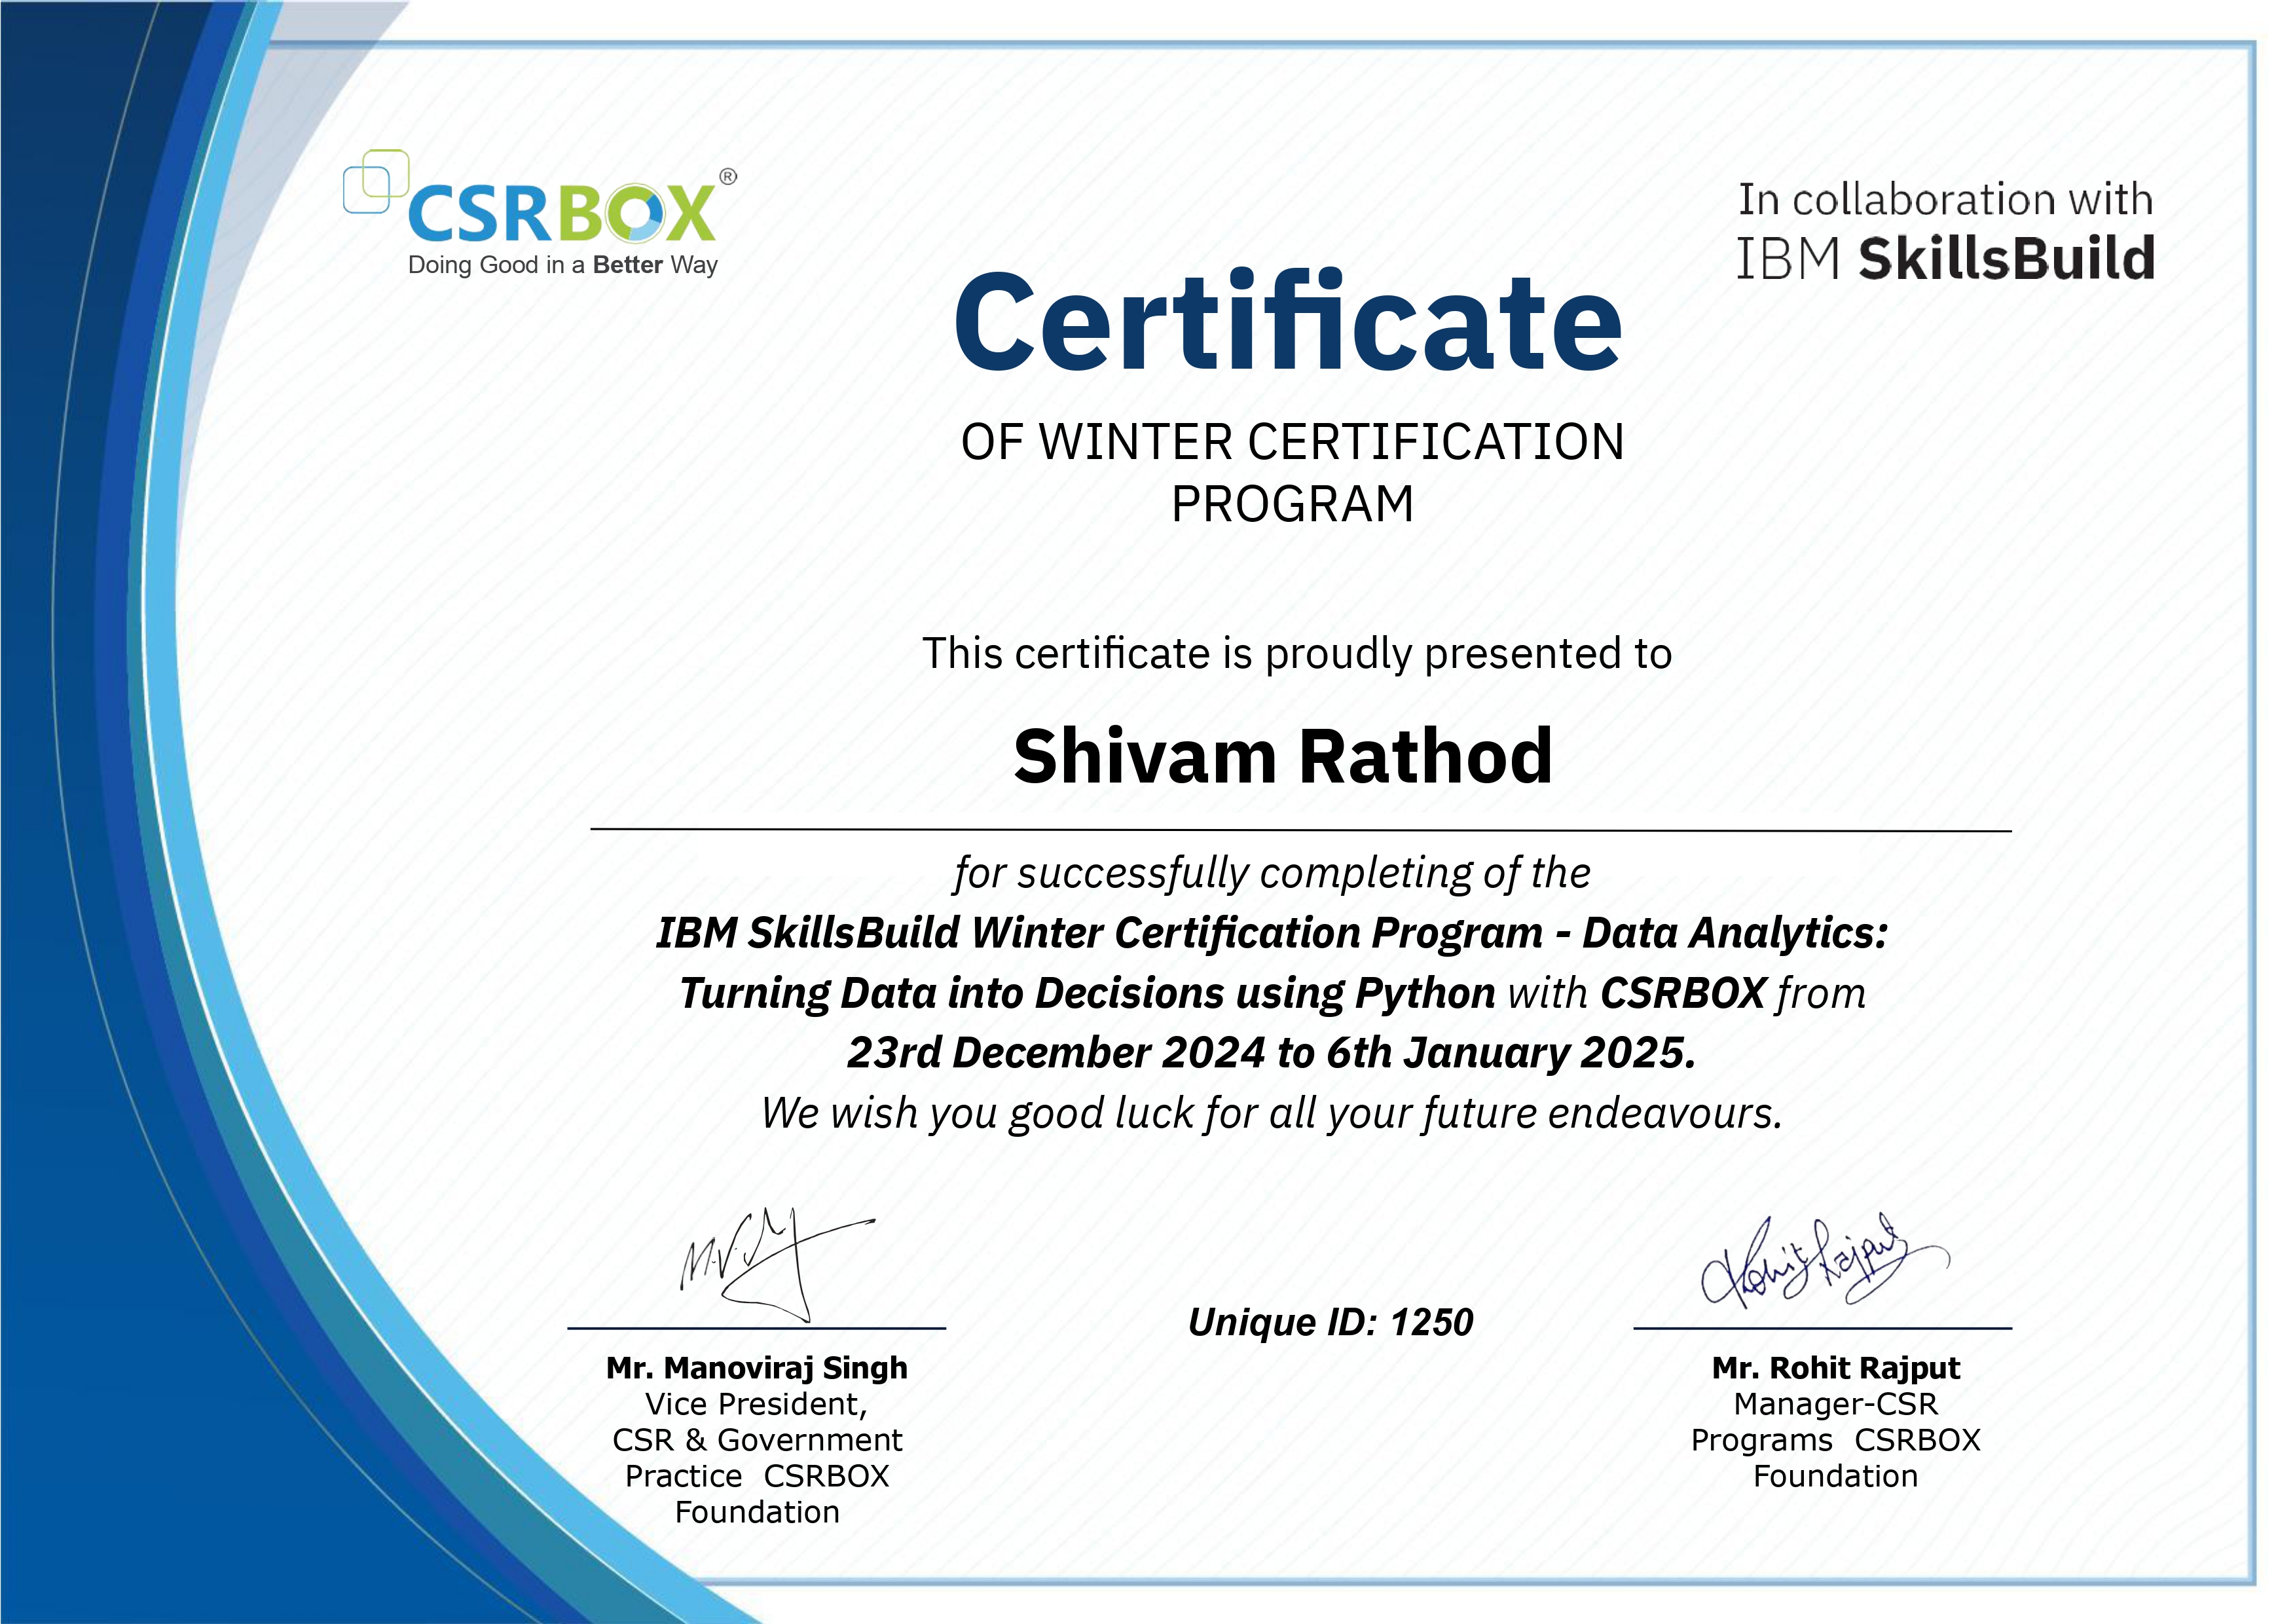 CSRBOX®
Doing Good in a Better Way
In collaboration with
IBM SkillsBuild
Certificate
OF WINTER CERTIFICATION
PROGRAM
This certificate is proudly presented to
Shivam Rathod
for successfully completing of the
IBM SkillsBuild Winter Certification Program - Data Analytics:
Turning Data into Decisions using Python with CSRBOX from
23rd December 2024 to 6th January 2025.
We wish you good luck for all your future endeavours.
Rohit Rajput
Unique ID: 1250
Mr. Manoviraj Singh
Vice President,
CSR & Government
Practice CSRBOX
Foundation
Mr. Rohit Rajput
Manager-CSR
Programs CSRBOX
Foundation